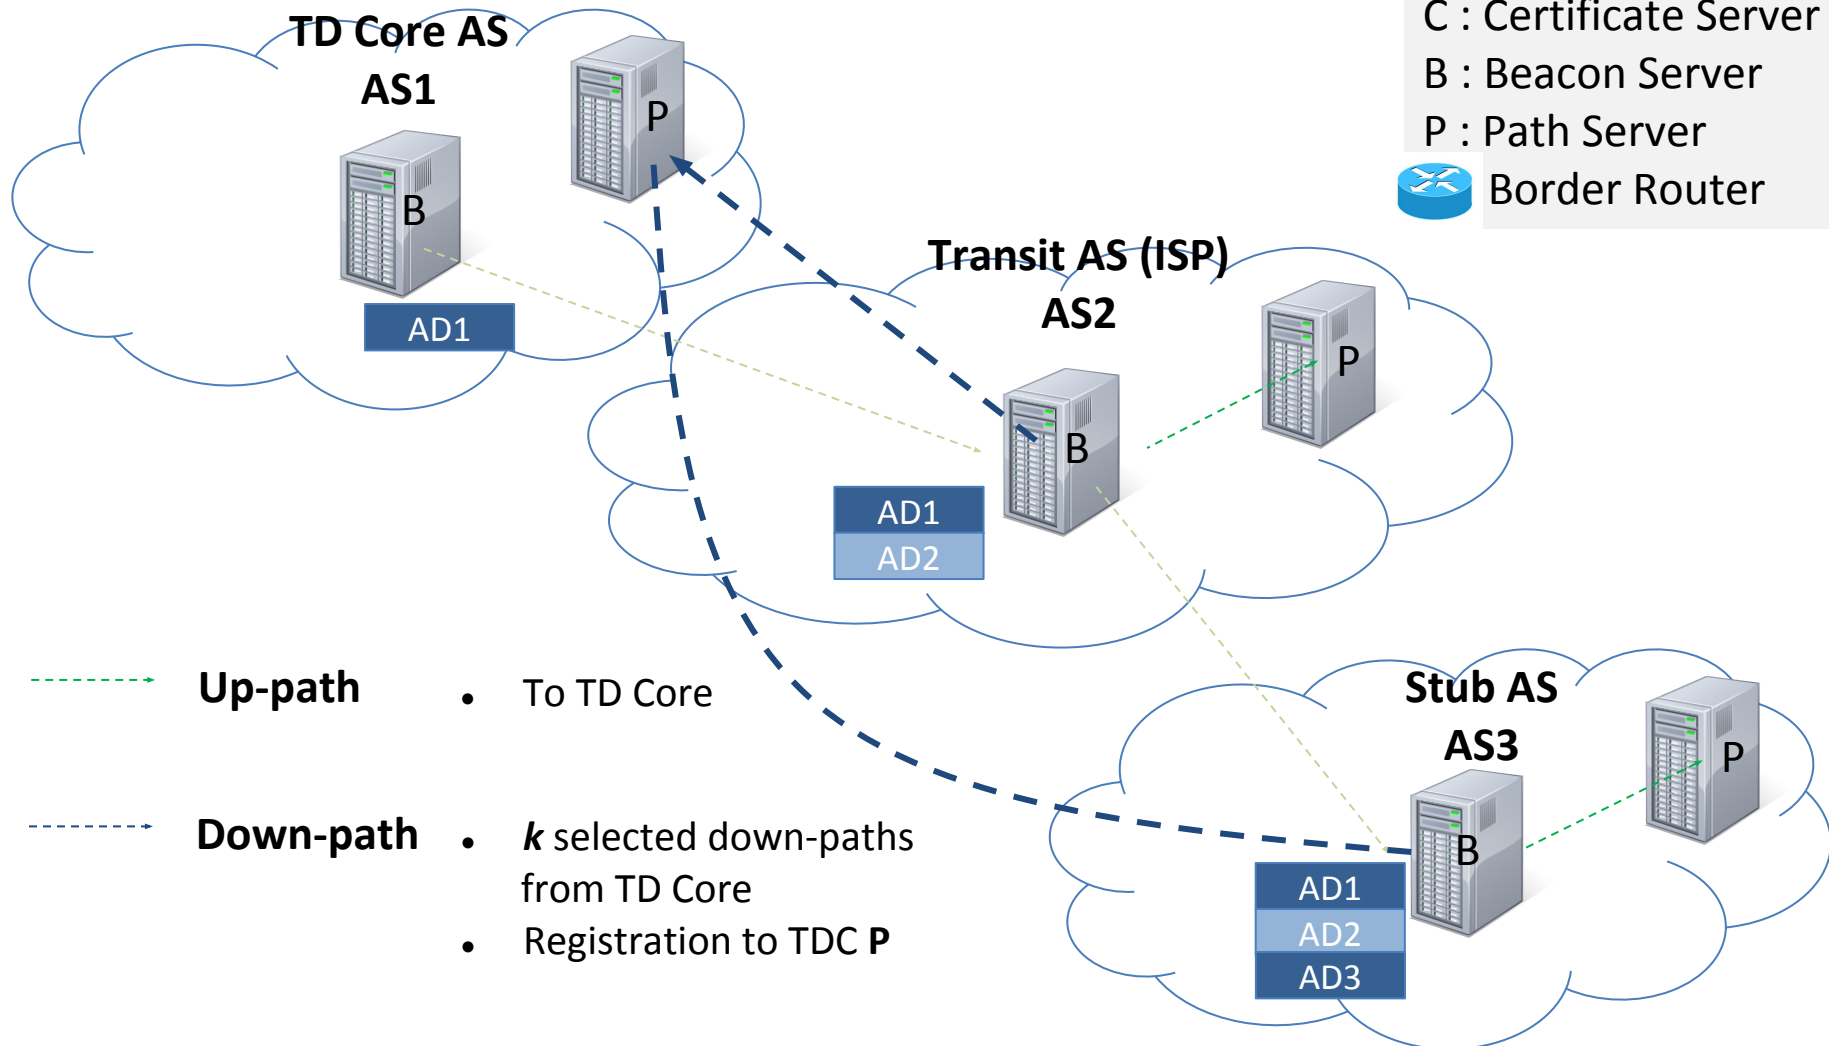 TD Core AS
AS1
P
B
AD1
C : Certificate Server
B : Beacon Server
P : Path Server
Border Router
Transit AS (ISP)
AS2
P
B
AD1
AD2
Up-path
• To TD Core
Down-path
• k selected down-paths
from TD Core
• Registration to TDC P
Stub AS
AS3
P
B
AD1
AD2
AD3